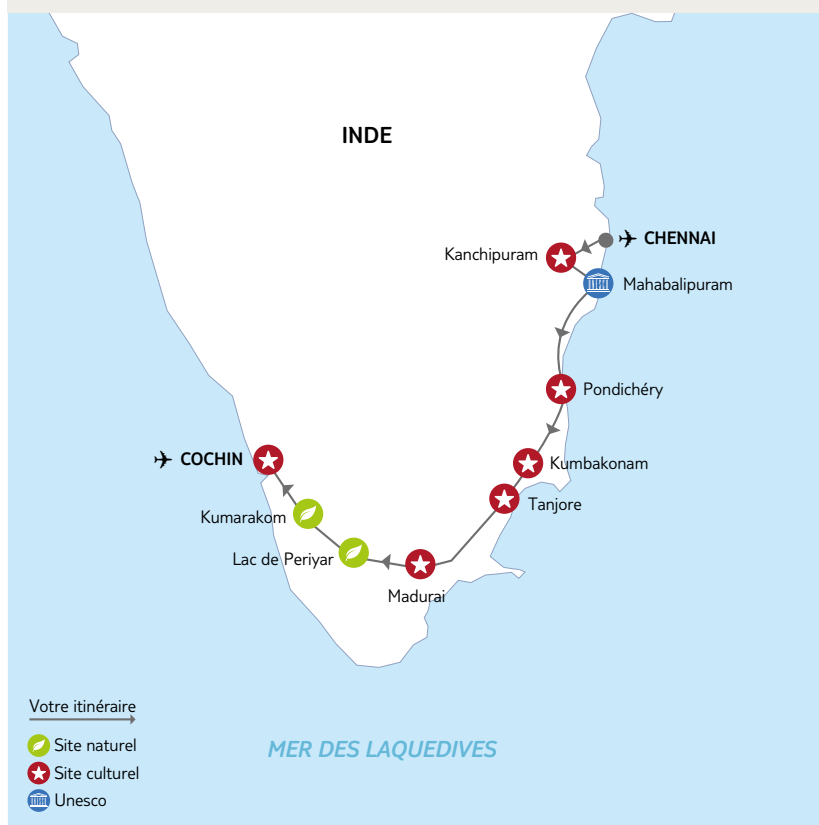 INDE
CHENNAI
Kanchipuram
Mahabalipuram
Pondichéry
COCHIN
Kumbakonam
Tanjore
Kumarakom
Lac de Periyar
Madurai
Votre itinéraire
Site naturel
MER DES LAQUEDIVES
Site culturel
Unesco